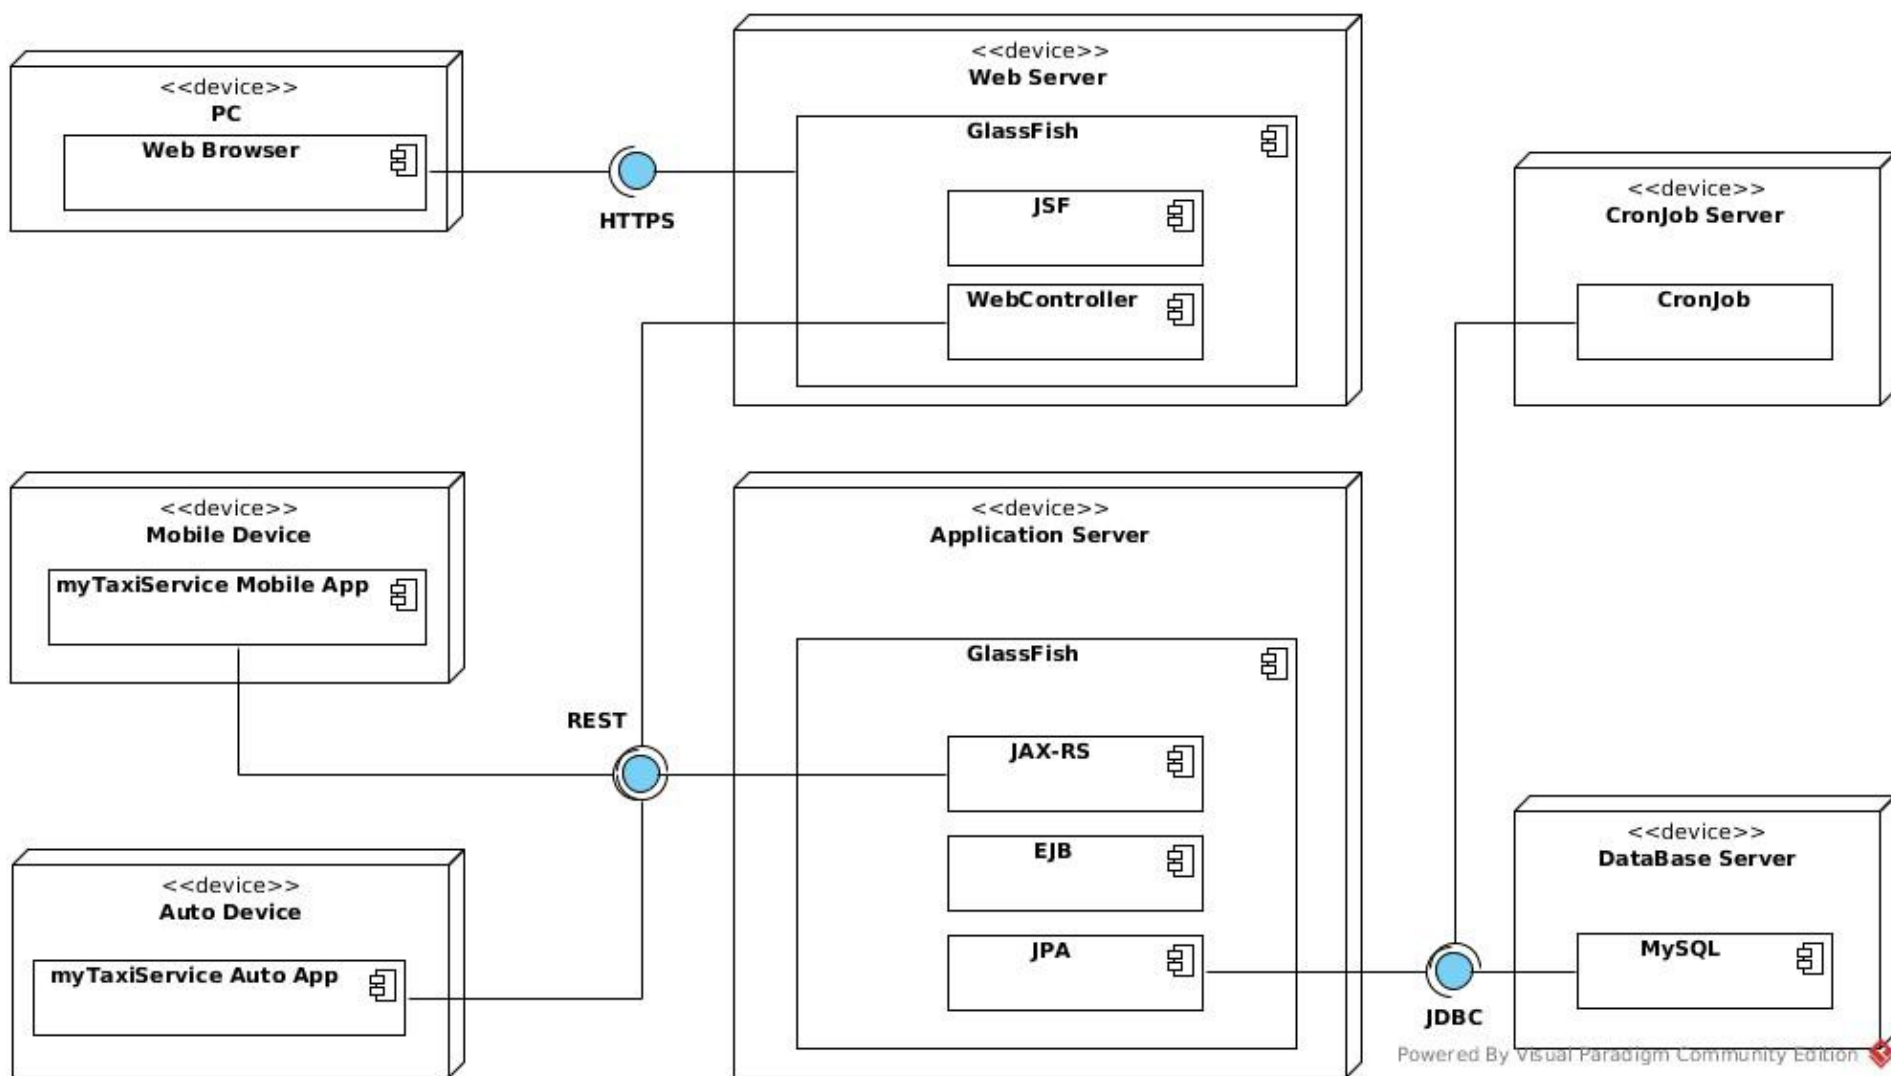 <<device>>
PC
Web Browser
HTTPS
<<device>>
Web Server
GlassFish
JSF
WebController
<<device>>
CronJob Server
CronJob
<<device>>
Mobile Device
myTaxiService Mobile App
REST
<<device>>
Application Server
GlassFish
JAX-RS
EJB
JPA
<<device>>
Auto Device
myTaxiService Auto App
<<device>>
DataBase Server
MySQL
JDBC
Powered By Visual Paradigm Community Edition